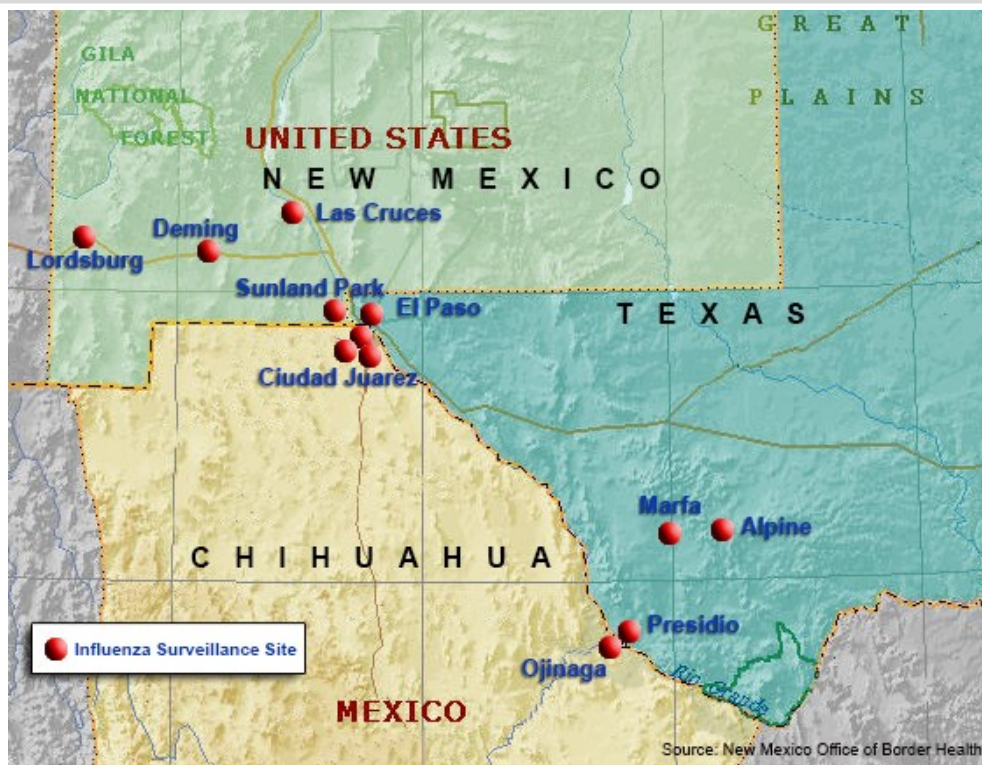 GREAT
PLAINS
GILA
NATIONAL
FOREST
UNITED STATES
NEW MEXICO
Las Cruces
Deming
Lordsburg
Sunland Park
El Paso
TEXAS
Ciudad Juarez
Marfa
Alpine
CHIHUAHUA
Presidio
Ojinaga
Rio Grande
Influenza Surveillance Site
MEXICO
Source: New Mexico Office of Border Health